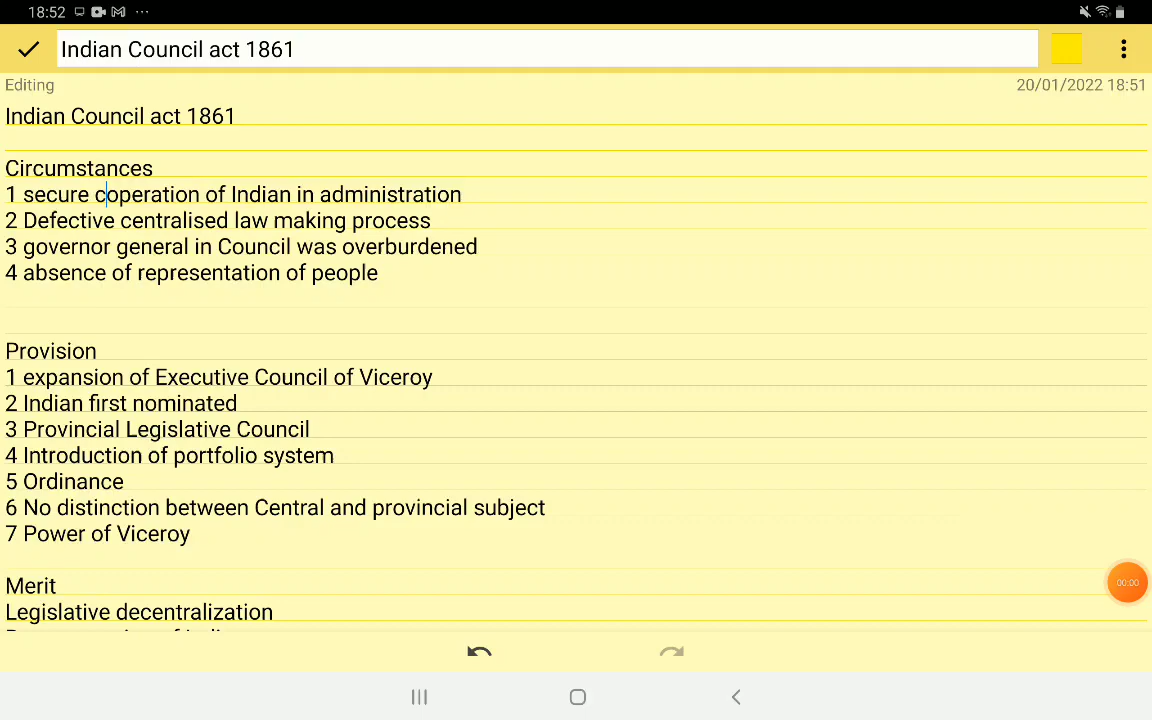 18:52
Indian Council act 1861
Editing
20/01/2022 18:51
Indian Council act 1861
Circumstances
1 secure coperation of Indian in administration
2 Defective centralised law making process
3 governor general in Council was overburdened
4 absence of representation of people
Provision
1 expansion of Executive Council of Viceroy
2 Indian first nominated
3 Provincial Legislative Council
4 Introduction of portfolio system
5 Ordinance
6 No distinction between Central and provincial subject
7 Power of Viceroy
Merit
Legislative decentralization
00:00